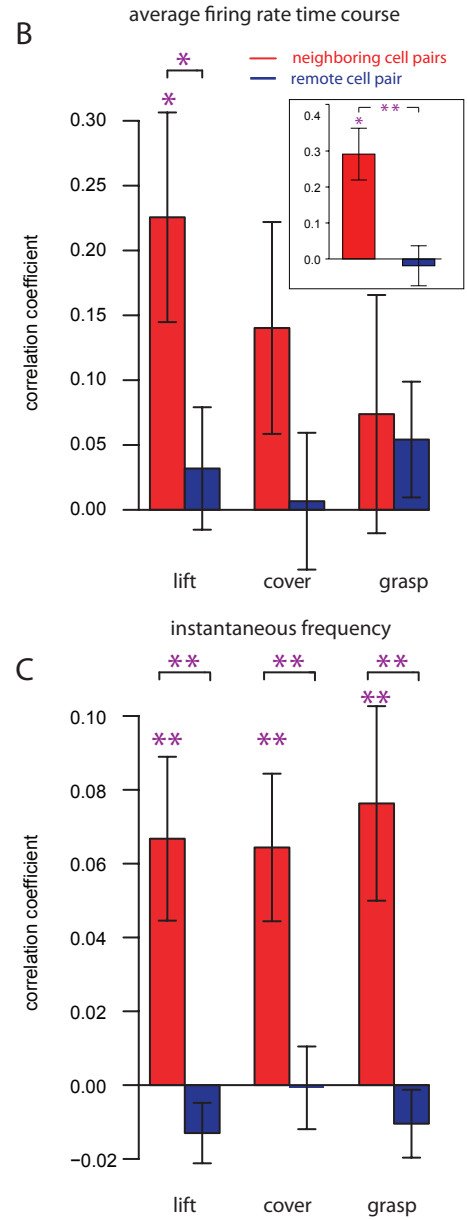 average firing rate time course
B
* neighboring cell pairs
remote cell pair
*
0.30
0.25
0.20
0.15
0.10
0.05
0.00
correlation coefficient
**
*
0.4
0.3
0.2
0.1
0.0
lift cover grasp
instantaneous frequency
C
** ** **
** ** **
0.10
0.08
0.06
0.04
0.02
0.00
−0.02
correlation coefficient
lift cover grasp